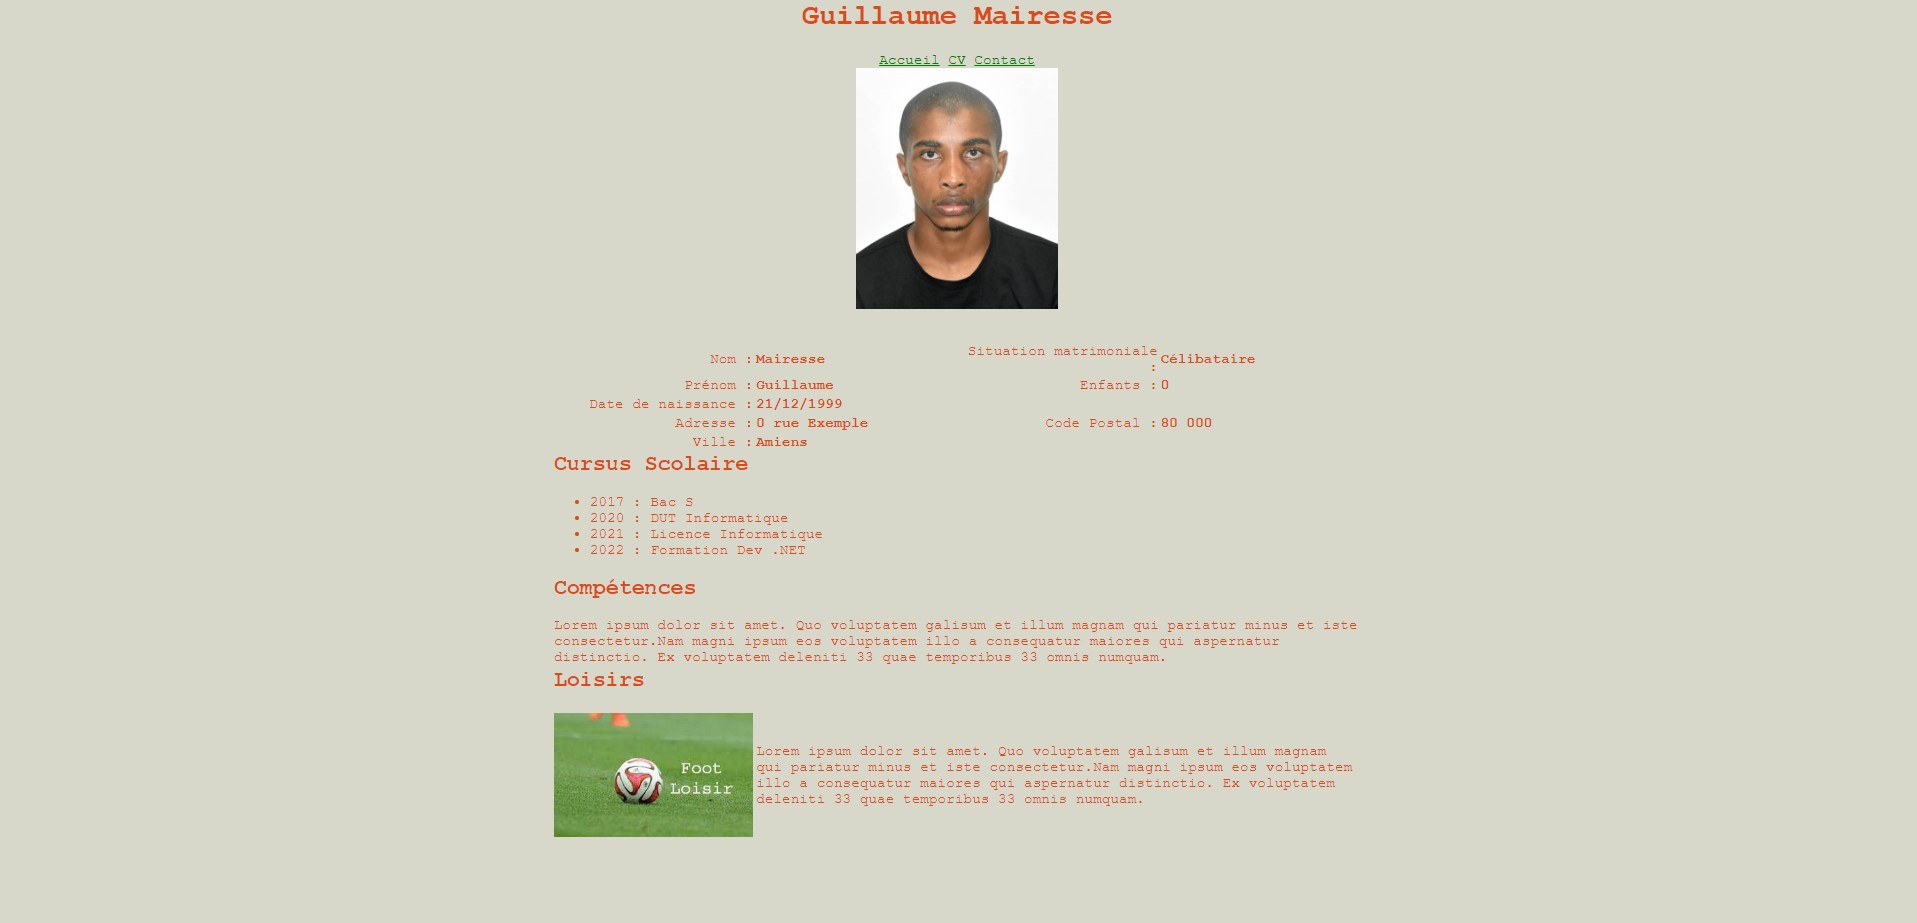 Guillaume Mairesse
Accueil CV Contact
Nom : Mairesse Situation matrimoniale : Célibataire
Prénom : Guillaume Enfants : 0
Date de naissance : 21/12/1999
Adresse : 0 rue Exemple Code Postal : 80 000
Ville : Amiens
Cursus Scolaire
• 2017 : Bac S
• 2020 : DUT Informatique
• 2021 : Licence Informatique
• 2022 : Formation Dev .NET
Compétences
Lorem ipsum dolor sit amet. Quo voluptatem galisum et illum magnam qui pariatur minus et iste
consectetur.Nam magni ipsum eos voluptatem illo a consequatur maiores qui aspernatur
distinctio. Ex voluptatem deleniti 33 quae temporibus 33 omnis numquam.
Loisirs
Foot
Loisir
Lorem ipsum dolor sit amet. Quo voluptatem galisum et illum magnam
qui pariatur minus et iste consectetur.Nam magni ipsum eos voluptatem
illo a consequatur maiores qui aspernatur distinctio. Ex voluptatem
deleniti 33 quae temporibus 33 omnis numquam.